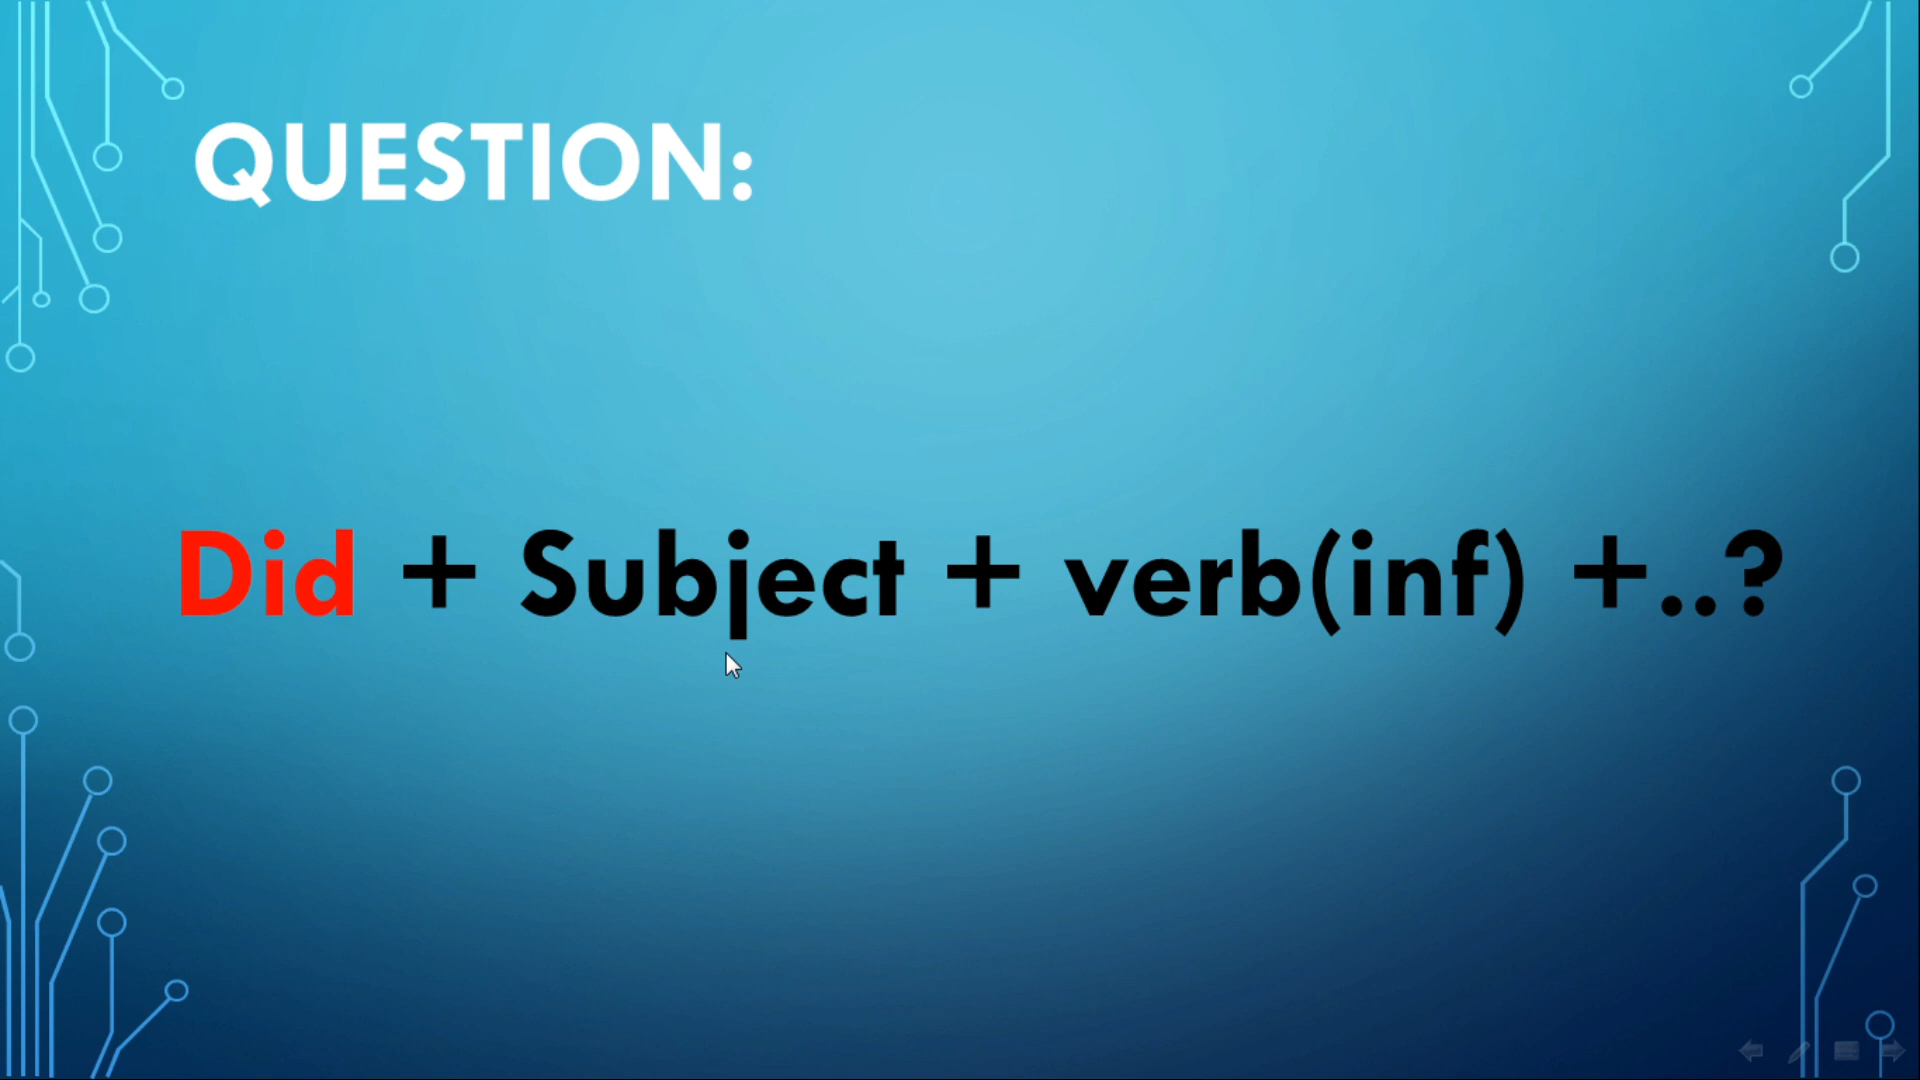 QUESTION:
Did + Subject + verb(inf) +..?